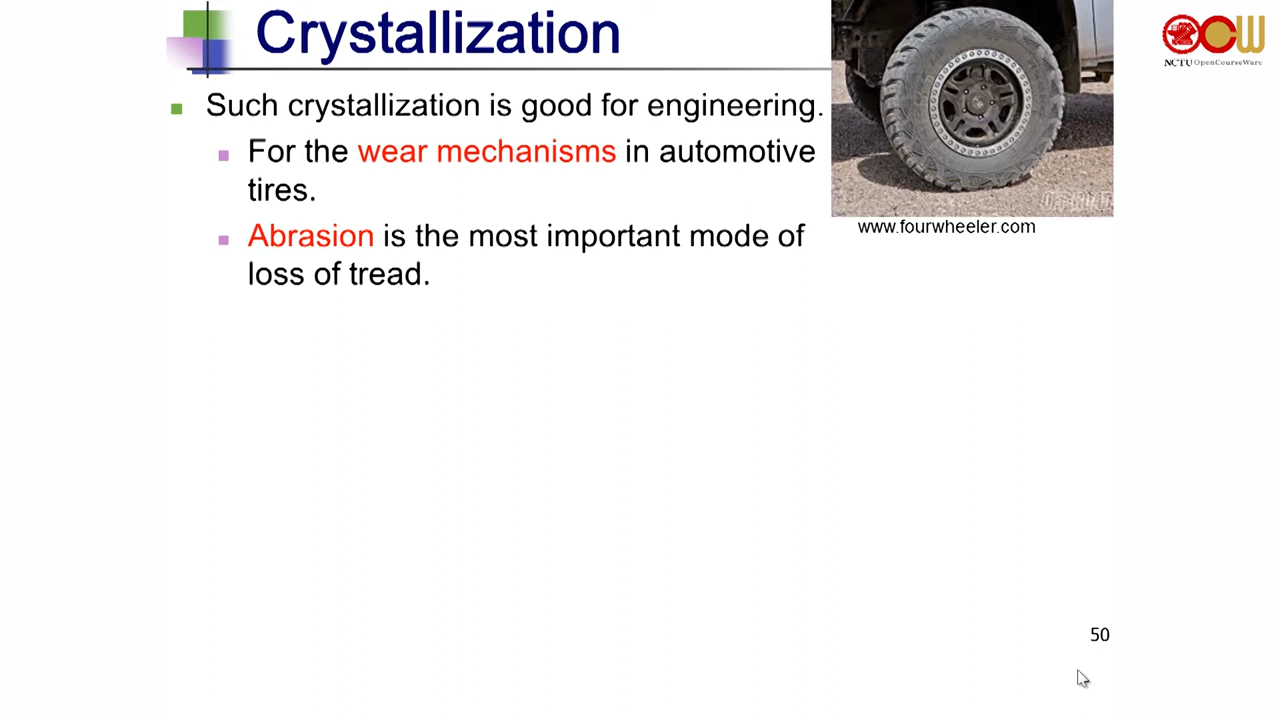 Crystallization
OCW
NCTU OpenCourseWare
Such crystallization is good for engineering.
For the wear mechanisms in automotive
tires.
Abrasion is the most important mode of
loss of tread.
www.fourwheeler.com
50